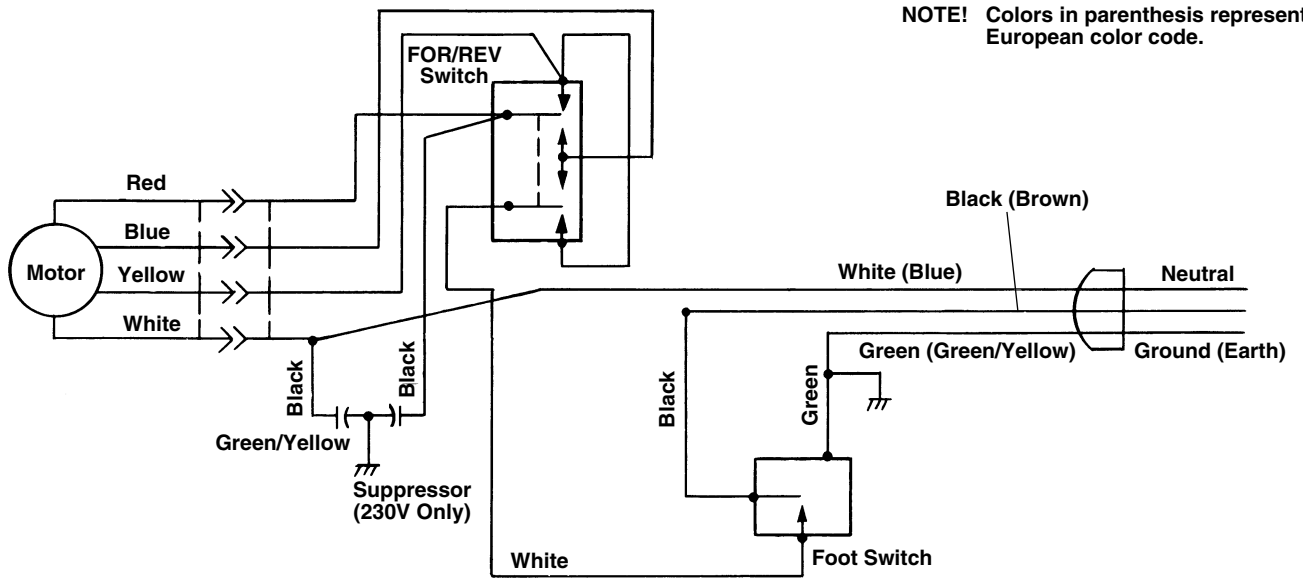 NOTE! Colors in parenthesis represent
European color code.
FOR/REV
Switch
Red
Blue
Motor
Yellow
White
Black (Brown)
White (Blue)
Neutral
Green (Green/Yellow)
Ground (Earth)
Black
Black
Green/Yellow
Suppressor
(230V Only)
Black
Green
White
Foot Switch